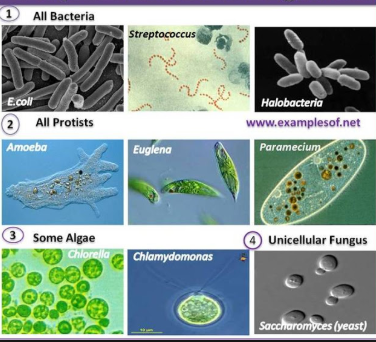 1 All Bacteria
E.coli
Streptococcus
Halobacteria
2 All Protists
www.examplesof.net
Amoeba
Euglena
Paramecium
3 Some Algae
4 Unicellular Fungus
Chlorella
Chlamydomonas
Saccharomyces (yeast)